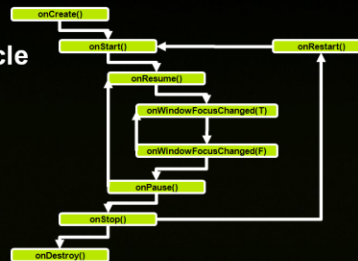 onCreate()
cle
onStart()
onRestart()
onResume()
onWindowFocusChanged(T)
onWindowFocusChanged(F)
onPause()
onStop()
onDestroy()